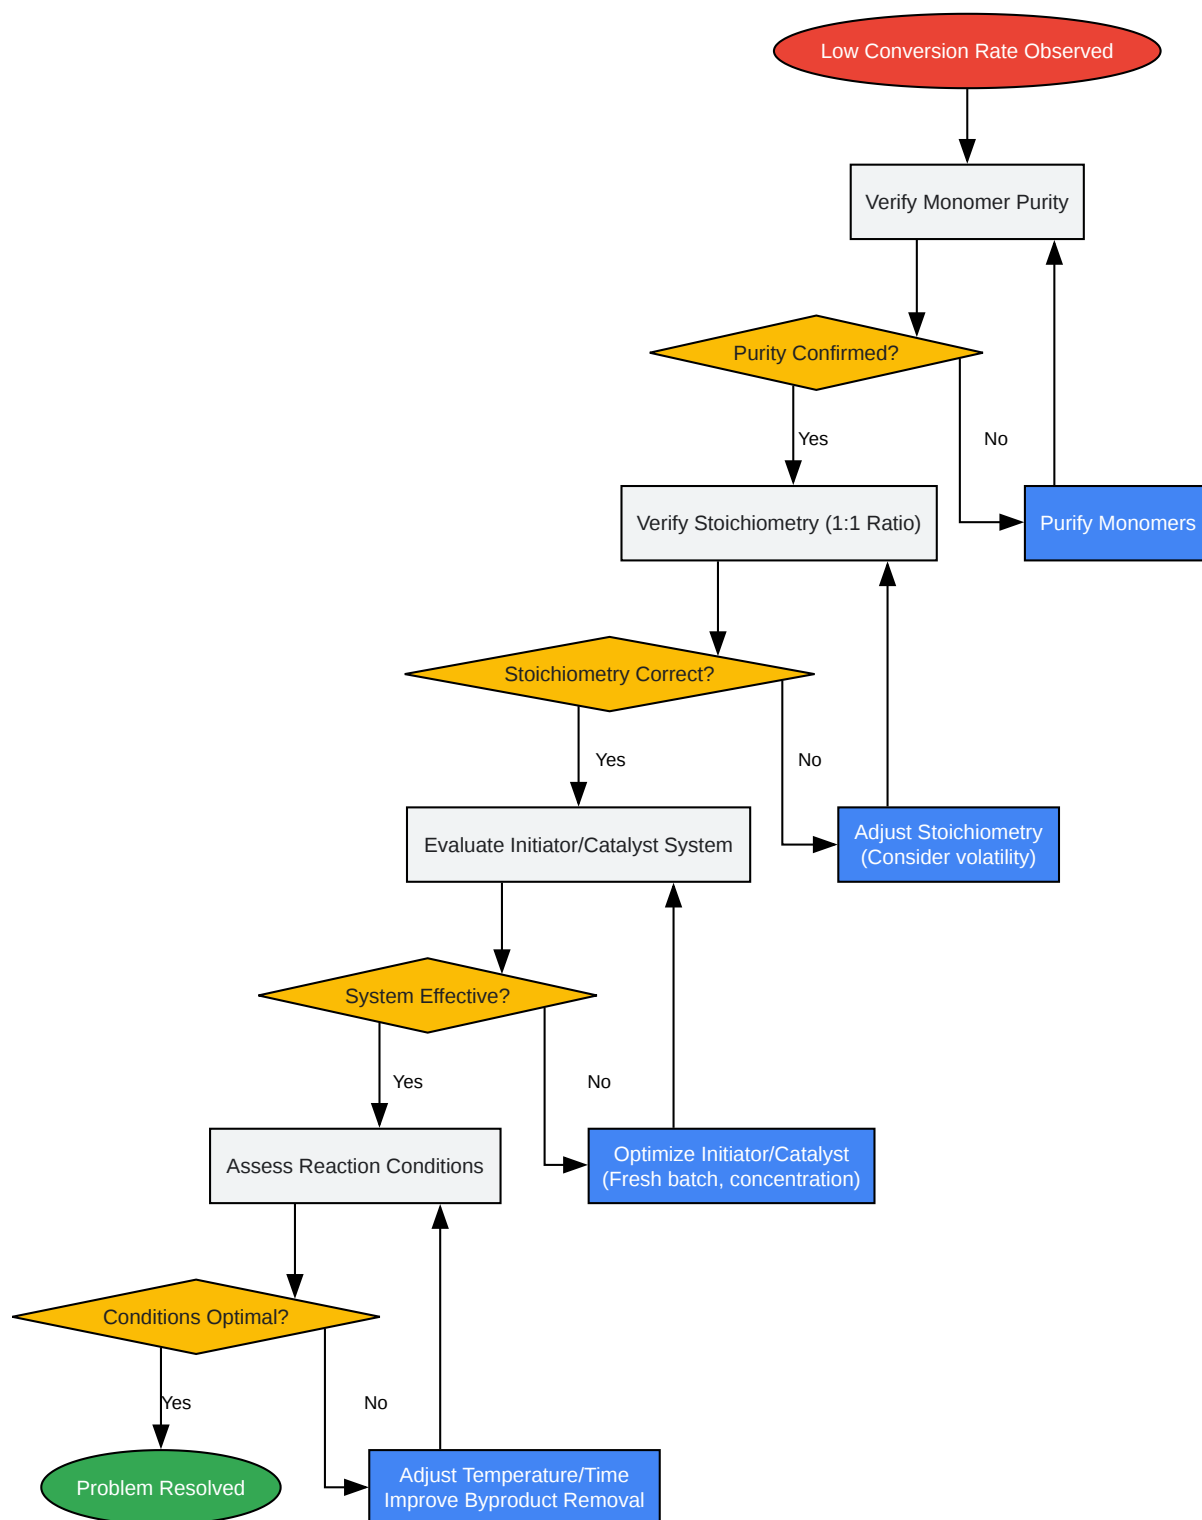 Low Conversion Rate Observed
Verify Monomer Purity
Purity Confirmed?
Yes
No
Verify Stoichiometry (1:1 Ratio)
Purify Monomers
Stoichiometry Correct?
Yes
No
Evaluate Initiator/Catalyst System
Adjust Stoichiometry
(Consider volatility)
System Effective?
Yes
No
Assess Reaction Conditions
Optimize Initiator/Catalyst
(Fresh batch, concentration)
Conditions Optimal?
Yes
No
Problem Resolved
Adjust Temperature/Time
Improve Byproduct Removal